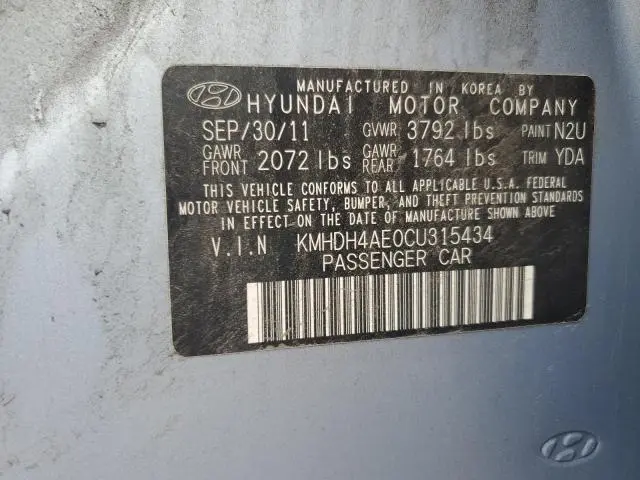 MANUFACTURED IN KOREA BY
HYUNDAI MOTOR COMPANY
SEP/30/11 GVWR 3792 lbs PAINT N2U
GAWR FRONT 2072 lbs GAWR REAR 1764 lbs TRIM YDA
THIS VEHICLE CONFORMS TO ALL APPLICABLE U.S.A. FEDERAL
MOTOR VEHICLE SAFETY, BUMPER, AND THEFT PREVENTION STANDARDS
IN EFFECT ON THE DATE OF MANUFACTURE SHOWN ABOVE
V.I.N KMHDH4AE0CU315434
PASSENGER CAR